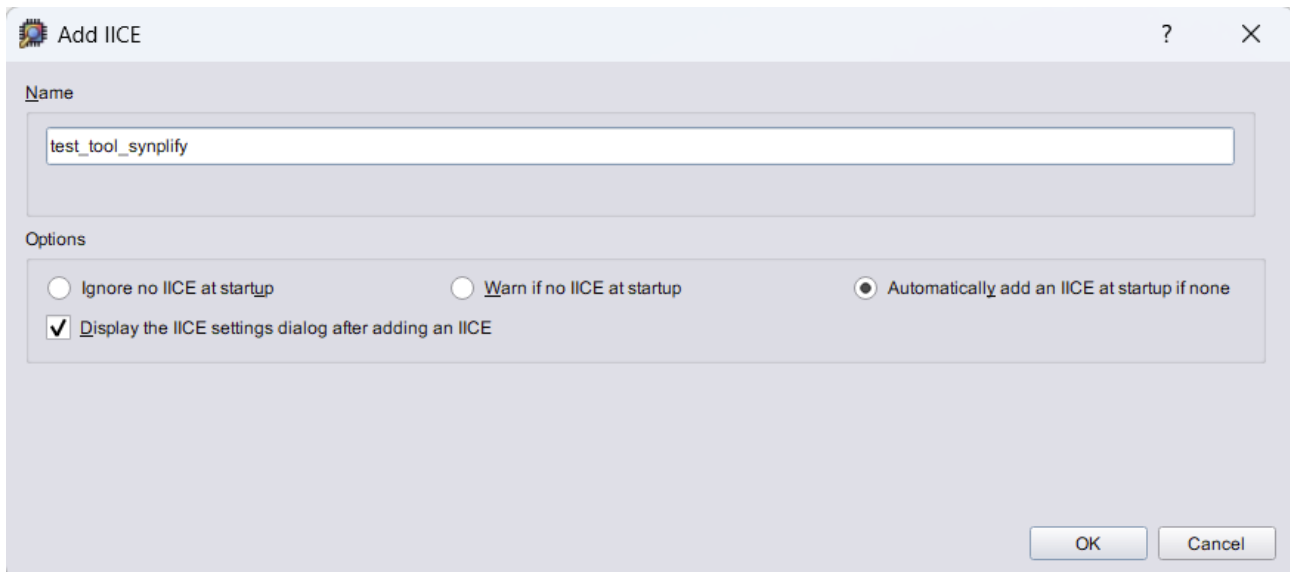 Add IICE ?
Name
test_tool_synplify
Options
Ignore no IICE at startup Warn if no IICE at startup Automatically add an IICE at startup if none
Display the IICE settings dialog after adding an IICE
OK Cancel